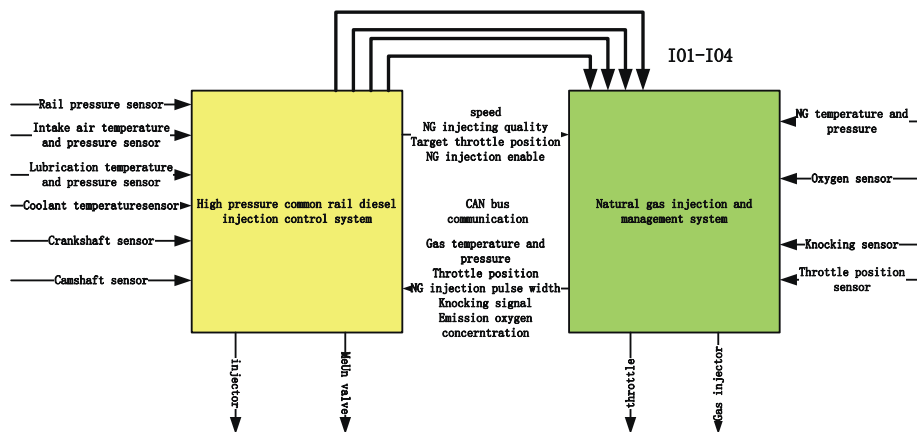 I01-I04
Rail pressure sensor
Intake air temperature
and pressure sensor
Lubrication temperature
and pressure sensor
Coolant temperaturesensor
Crankshaft sensor
Camshaft sensor
High pressure common rail diesel
injection control system
speed
NG injecting quality
Target throttle position
NG injection enable
CAN bus
communication
Gas temperature and
pressure
Throttle position
NG injection pulse width
Knocking signal
Emission oxygen
concerntration
Natural gas injection and
management system
NG temperature and
pressure
Oxygen sensor
Knocking sensor
Throttle position
sensor
injector
MeUn valve
throttle
Gas injector